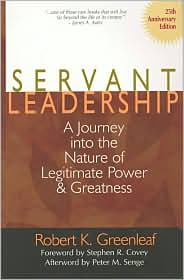 "...one of those rare books that will live
far beyond the life of its author."
– James A. Autry
25th
Anniversary
Edition
SERVANT
LEADERSHIP
A Journey
into the
Nature of
Legitimate Power
& Greatness
Robert K. Greenleaf
Foreword by Stephen R. Covey
Afterword by Peter M. Senge